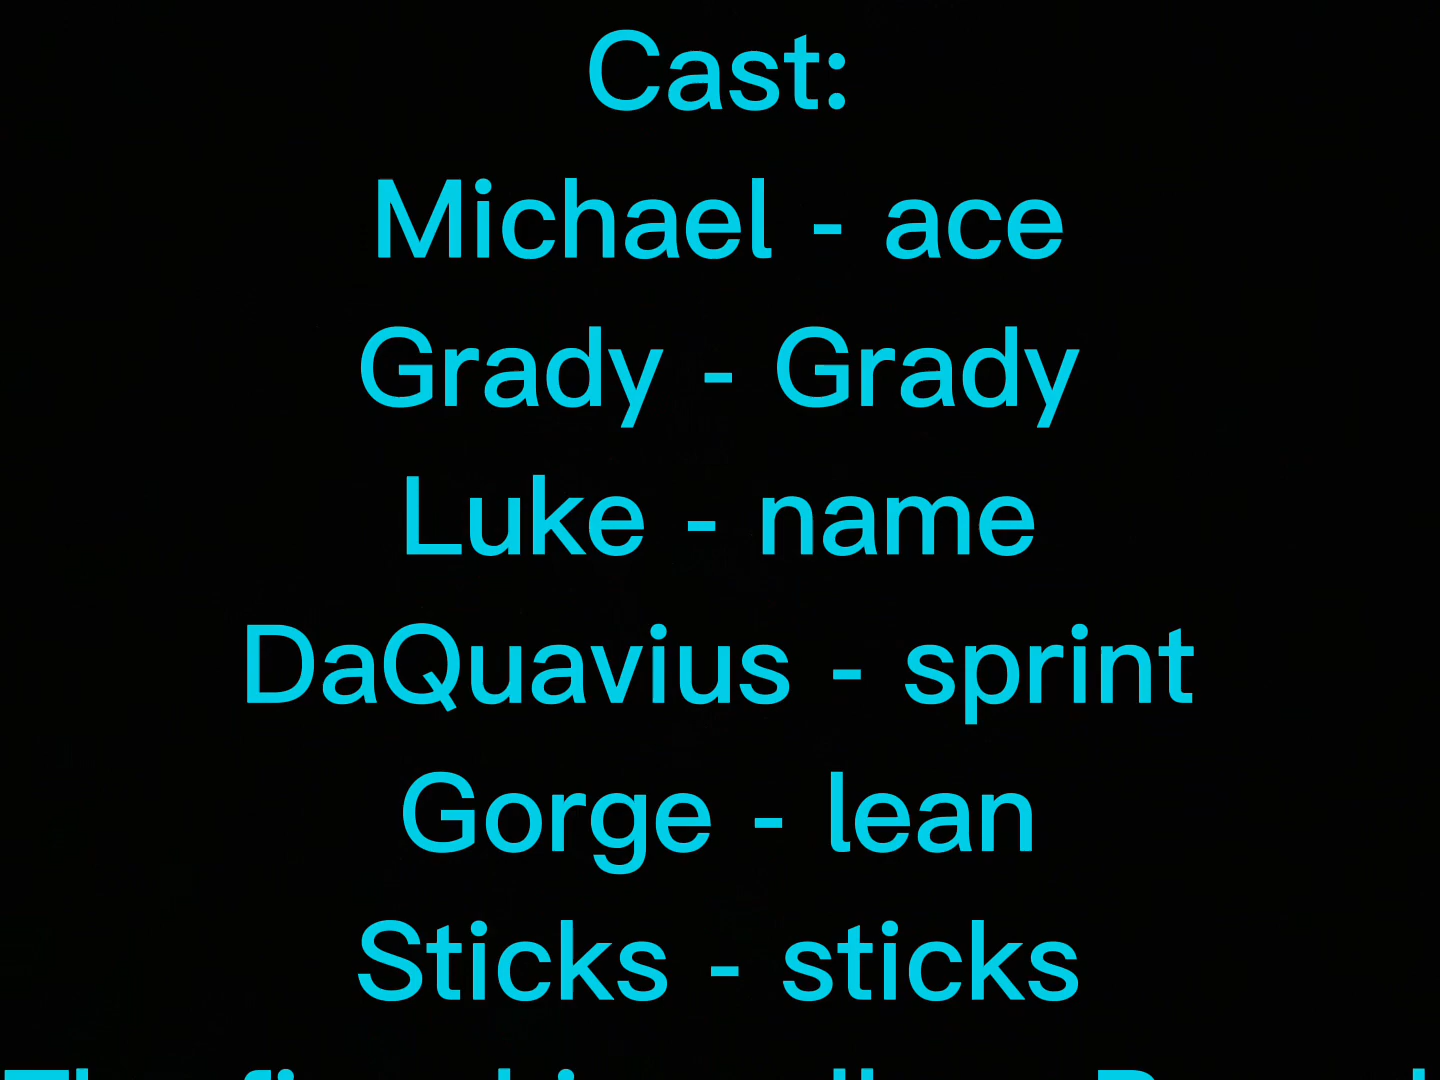 Cast:
Michael - ace
Grady - Grady
Luke - name
DaQuavius - sprint
Gorge - lean
Sticks - sticks